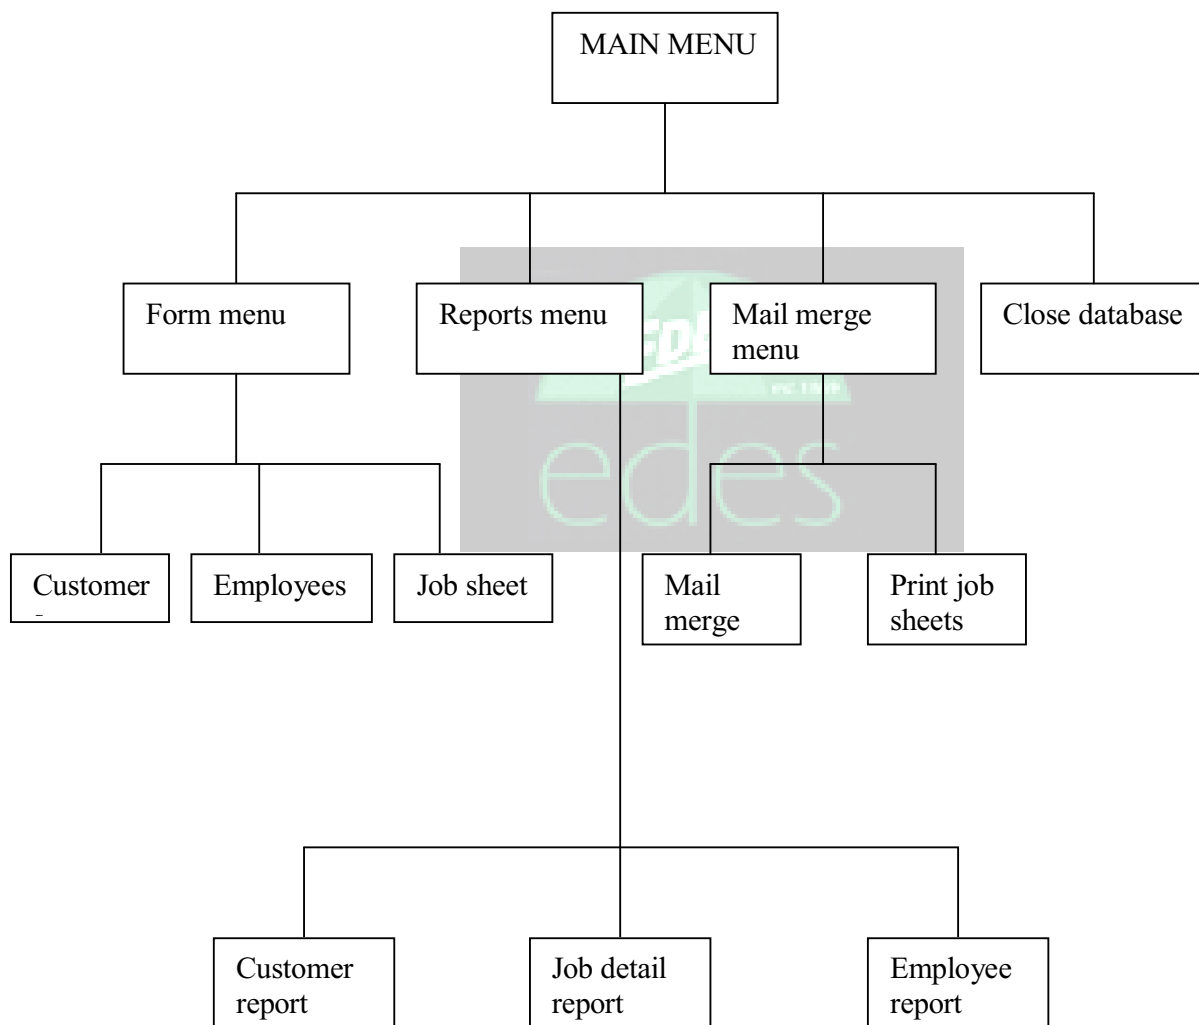 MAIN MENU
Form menu
Reports menu
Mail merge
menu
Close database
Customer
Employees
Job sheet
Mail
merge
Print job
sheets
Customer
report
Job detail
report
Employee
report
edes